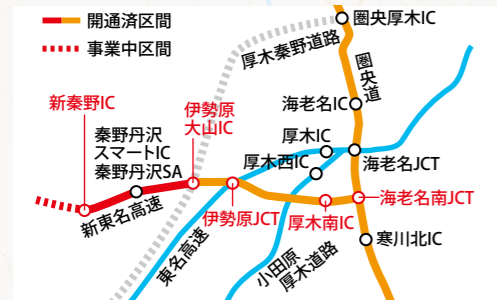 開通済区間
事業中区間
圏央厚木IC
厚木秦野道路
圏央道
新秦野IC
伊勢原
大山IC
海老名IC
秦野丹沢
スマートIC
秦野丹沢SA
厚木IC
厚木西IC
海老名JCT
海老名南JCT
新東名高速
伊勢原JCT
厚木南IC
東名高速
小田原
厚木道路
寒川北IC